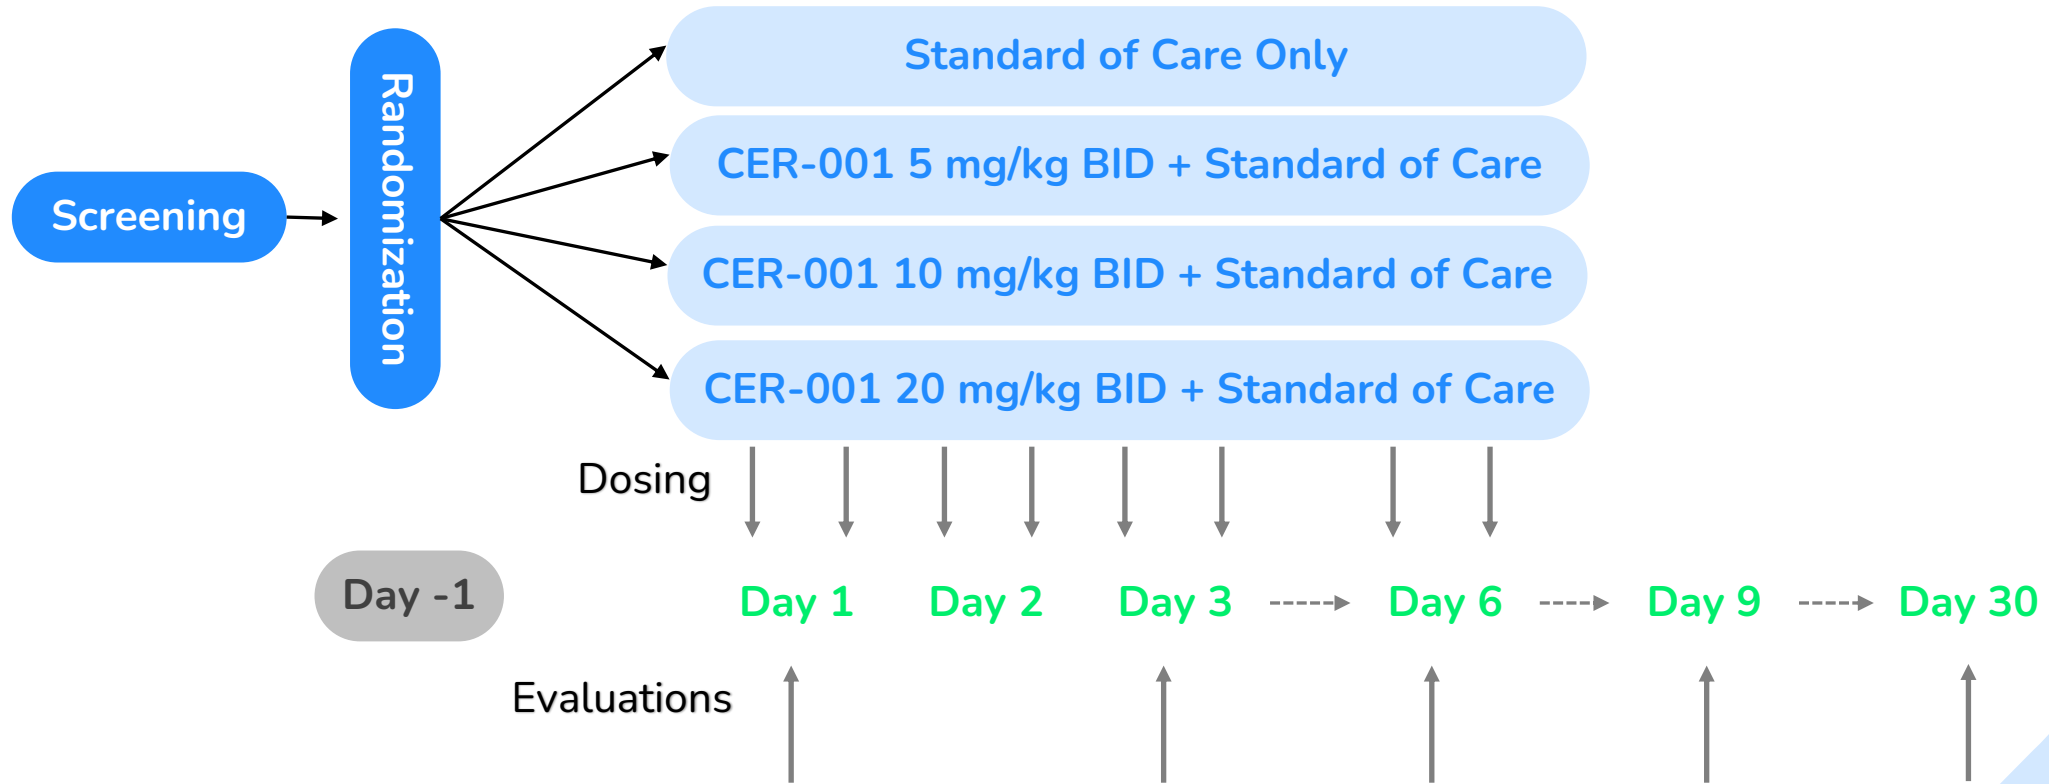 Screening
Randomization
Standard of Care Only
CER-001 5 mg/kg BID + Standard of Care
CER-001 10 mg/kg BID + Standard of Care
CER-001 20 mg/kg BID + Standard of Care
Dosing
Day -1
Day 1
Day 2
Day 3
Day 6
Day 9
Day 30
Evaluations